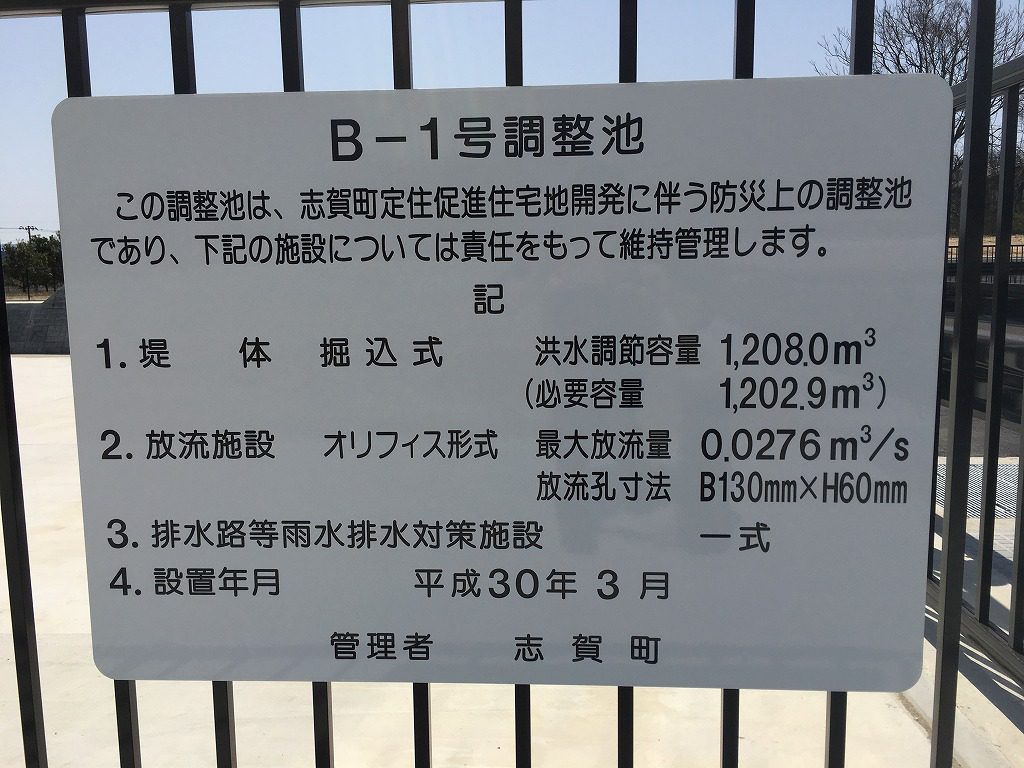 B－1号調整池
この調整池は、志賀町定住促進住宅地開発に伴う防災上の調整池
であり、下記の施設については責任をもって維持管理します。
記
1. 堤　体　掘込式　洪水調節容量 1,208.0m³
(必要容量 1,202.9m³)
2. 放流施設　オリフィス形式　最大放流量 0.0276m³/s
放流孔寸法 B130mm×H60mm
3. 排水路等雨水排水対策施設　一式
4. 設置年月　平成30年3月
管理者　志賀町